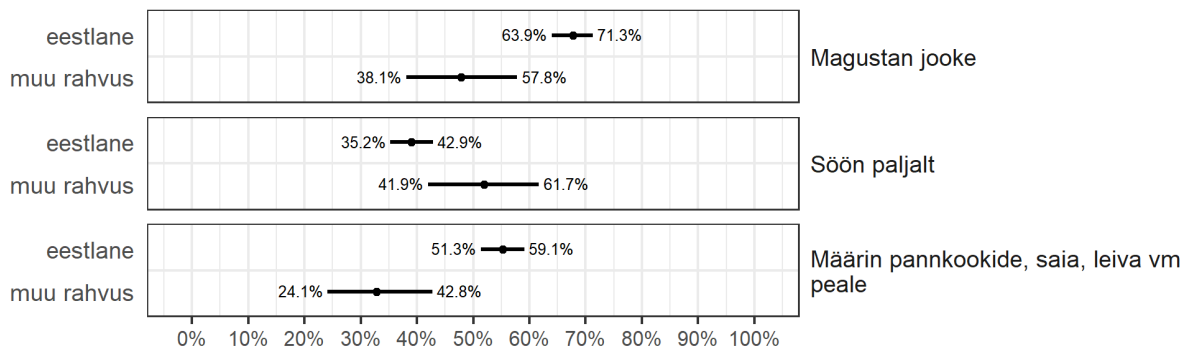 eestlane 63.9% 71.3%
Magustan jooke
muu rahvus 38.1% 57.8%
eestlane 35.2% 42.9%
Söön paljalt
muu rahvus 41.9% 61.7%
eestlane 51.3% 59.1%
Määrin pannkookide, saia, leiva vm
peale
muu rahvus 24.1% 42.8%
0% 10% 20% 30% 40% 50% 60% 70% 80% 90% 100%